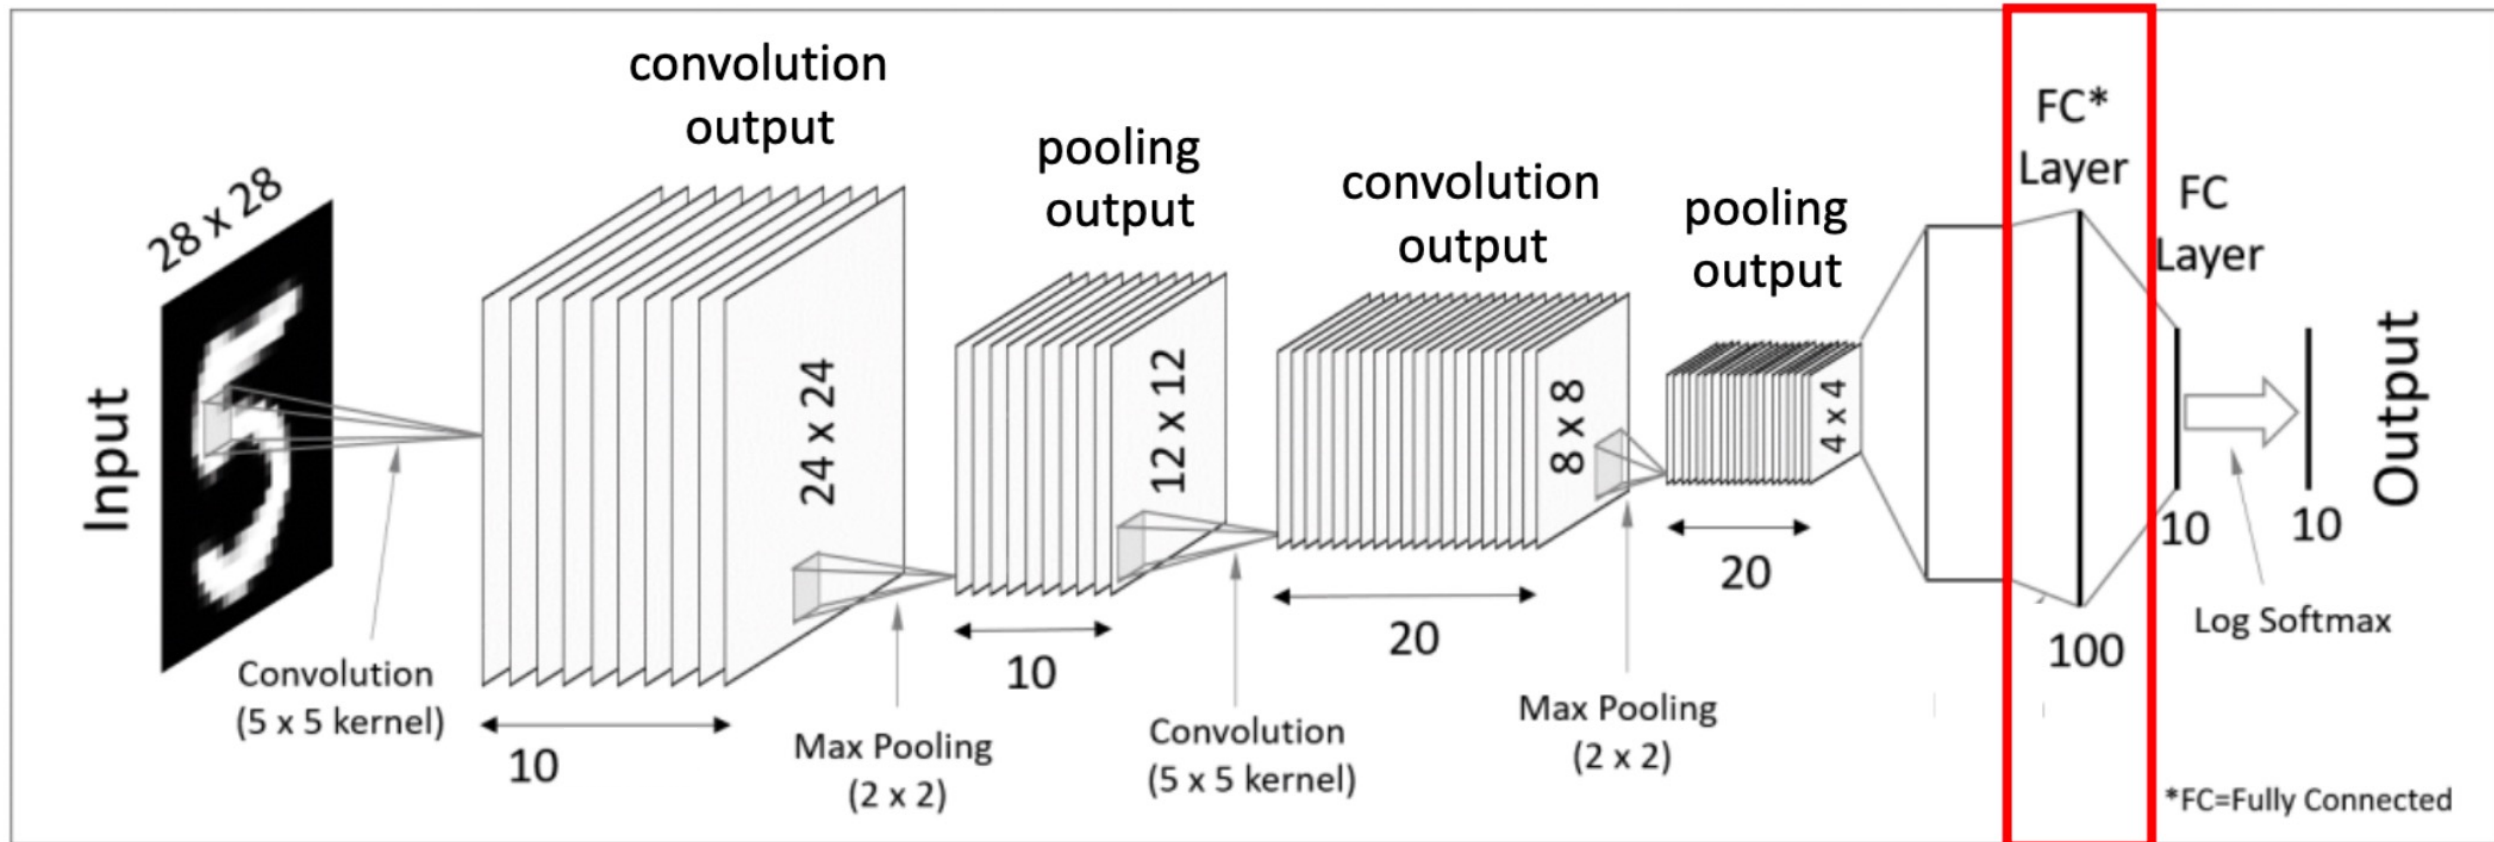 Input
28 x 28
Convolution
(5 x 5 kernel)
convolution
output
24 x 24
10
Max Pooling
(2 x 2)
pooling
output
12 x 12
10
Convolution
(5 x 5 kernel)
convolution
output
8 x 8
20
Max Pooling
(2 x 2)
pooling
output
4 x 4
20
FC*
Layer
100
FC
Layer
10
Log Softmax
10
Output
*FC=Fully Connected